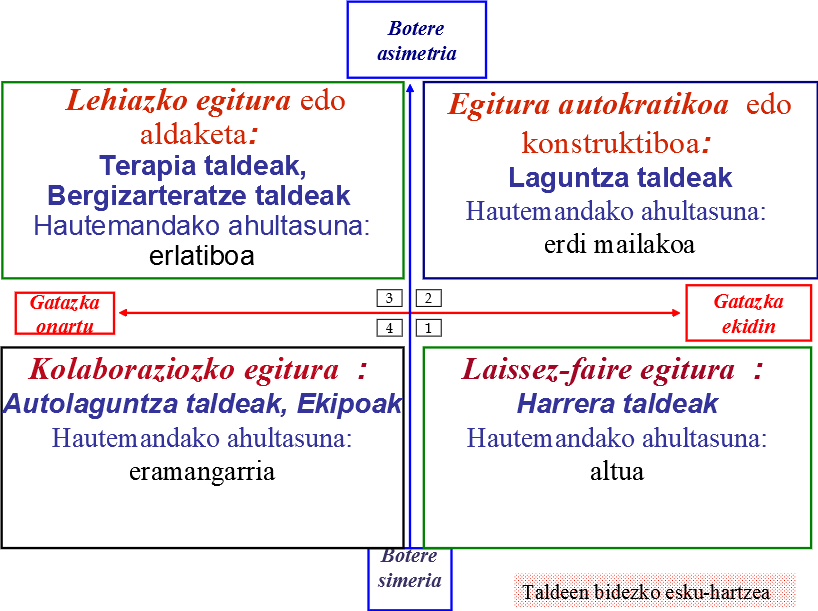 Botere
asimetria
Lehiazko egitura edo
aldaketa:
Terapia taldeak,
Bergizarteratze taldeak
Hautemandako ahultasuna:
erlatiboa
Egitura autokratikoa edo
konstruktiboa:
Laguntza taldeak
Hautemandako ahultasuna:
erdi mailakoa
Gatazka
onartu
3
2
4
1
Gatazka
ekidin
Kolaboraziozko egitura :
Autolaguntza taldeak, Ekipoak
Hautemandako ahultasuna:
eramangarria
Laissez-faire egitura :
Harrera taldeak
Hautemandako ahultasuna:
altua
Botere
simeria
Taldeen bidezko esku-hartzea